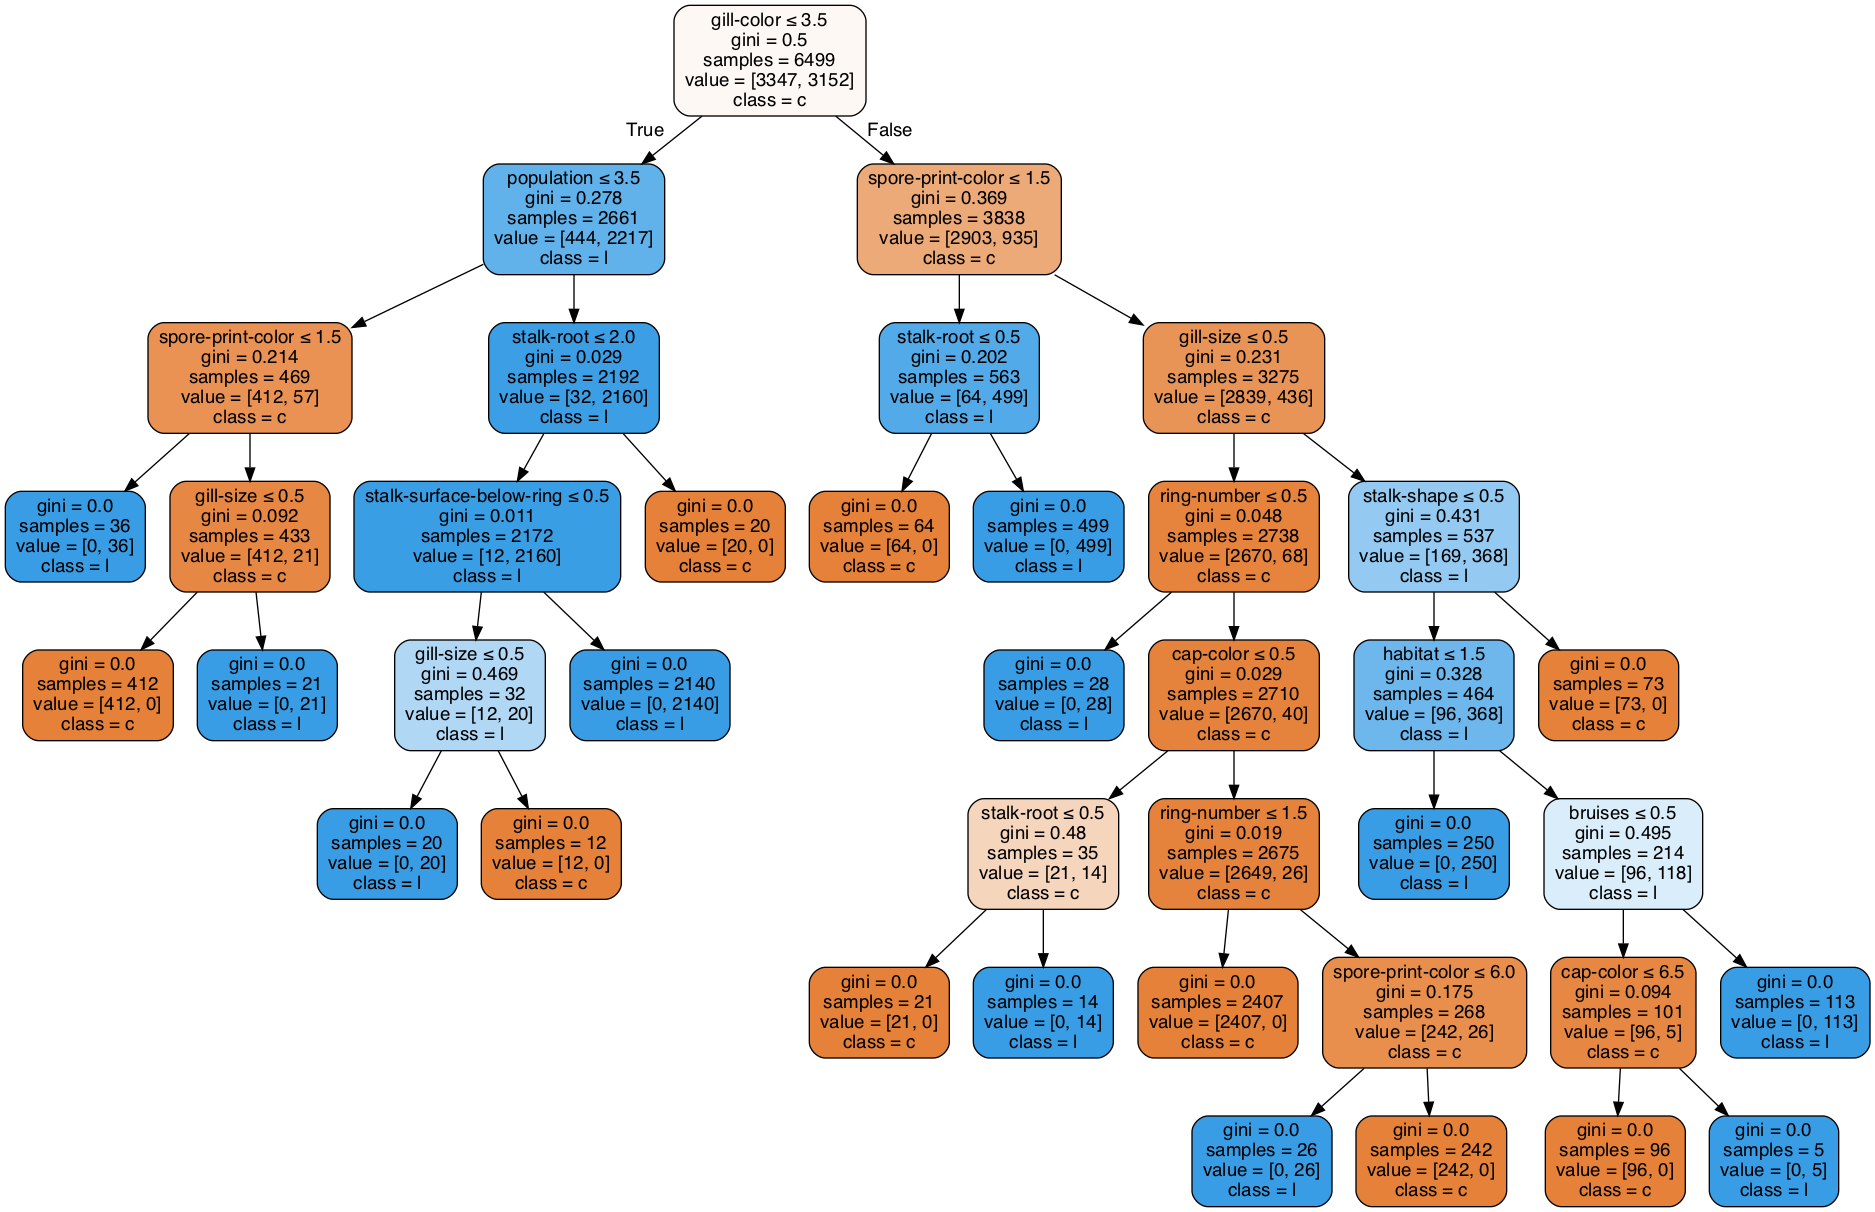 gill-color ≤ 3.5
gini = 0.5
samples = 6499
value = [3347, 3152]
class = c
True
False
population ≤ 3.5
gini = 0.278
samples = 2661
value = [444, 2217]
class = l
spore-print-color ≤ 1.5
gini = 0.369
samples = 3838
value = [2903, 935]
class = c
spore-print-color ≤ 1.5
gini = 0.214
samples = 469
value = [412, 57]
class = c
stalk-root ≤ 2.0
gini = 0.029
samples = 2192
value = [32, 2160]
class = l
stalk-root ≤ 0.5
gini = 0.202
samples = 563
value = [64, 499]
class = l
gill-size ≤ 0.5
gini = 0.231
samples = 3275
value = [2839, 436]
class = c
gini = 0.0
samples = 36
value = [0, 36]
class = l
gill-size ≤ 0.5
gini = 0.092
samples = 433
value = [412, 21]
class = c
stalk-surface-below-ring ≤ 0.5
gini = 0.011
samples = 2172
value = [12, 2160]
class = l
gini = 0.0
samples = 20
value = [20, 0]
class = c
gini = 0.0
samples = 64
value = [64, 0]
class = c
gini = 0.0
samples = 499
value = [0, 499]
class = l
ring-number ≤ 0.5
gini = 0.048
samples = 2738
value = [2670, 68]
class = c
stalk-shape ≤ 0.5
gini = 0.431
samples = 537
value = [169, 368]
class = l
gini = 0.0
samples = 412
value = [412, 0]
class = c
gini = 0.0
samples = 21
value = [0, 21]
class = l
gill-size ≤ 0.5
gini = 0.469
samples = 32
value = [12, 20]
class = l
gini = 0.0
samples = 2140
value = [0, 2140]
class = l
gini = 0.0
samples = 28
value = [0, 28]
class = l
cap-color ≤ 0.5
gini = 0.029
samples = 2710
value = [2670, 40]
class = c
habitat ≤ 1.5
gini = 0.328
samples = 464
value = [96, 368]
class = l
gini = 0.0
samples = 73
value = [73, 0]
class = c
gini = 0.0
samples = 20
value = [0, 20]
class = l
gini = 0.0
samples = 12
value = [12, 0]
class = c
stalk-root ≤ 0.5
gini = 0.48
samples = 35
value = [21, 14]
class = c
ring-number ≤ 1.5
gini = 0.019
samples = 2675
value = [2649, 26]
class = c
gini = 0.0
samples = 250
value = [0, 250]
class = l
bruises ≤ 0.5
gini = 0.495
samples = 214
value = [96, 118]
class = l
gini = 0.0
samples = 21
value = [21, 0]
class = c
gini = 0.0
samples = 14
value = [0, 14]
class = l
gini = 0.0
samples = 2407
value = [2407, 0]
class = c
spore-print-color ≤ 6.0
gini = 0.175
samples = 268
value = [242, 26]
class = c
cap-color ≤ 6.5
gini = 0.094
samples = 101
value = [96, 5]
class = c
gini = 0.0
samples = 113
value = [0, 113]
class = l
gini = 0.0
samples = 26
value = [0, 26]
class = l
gini = 0.0
samples = 242
value = [242, 0]
class = c
gini = 0.0
samples = 96
value = [96, 0]
class = c
gini = 0.0
samples = 5
value = [0, 5]
class = l